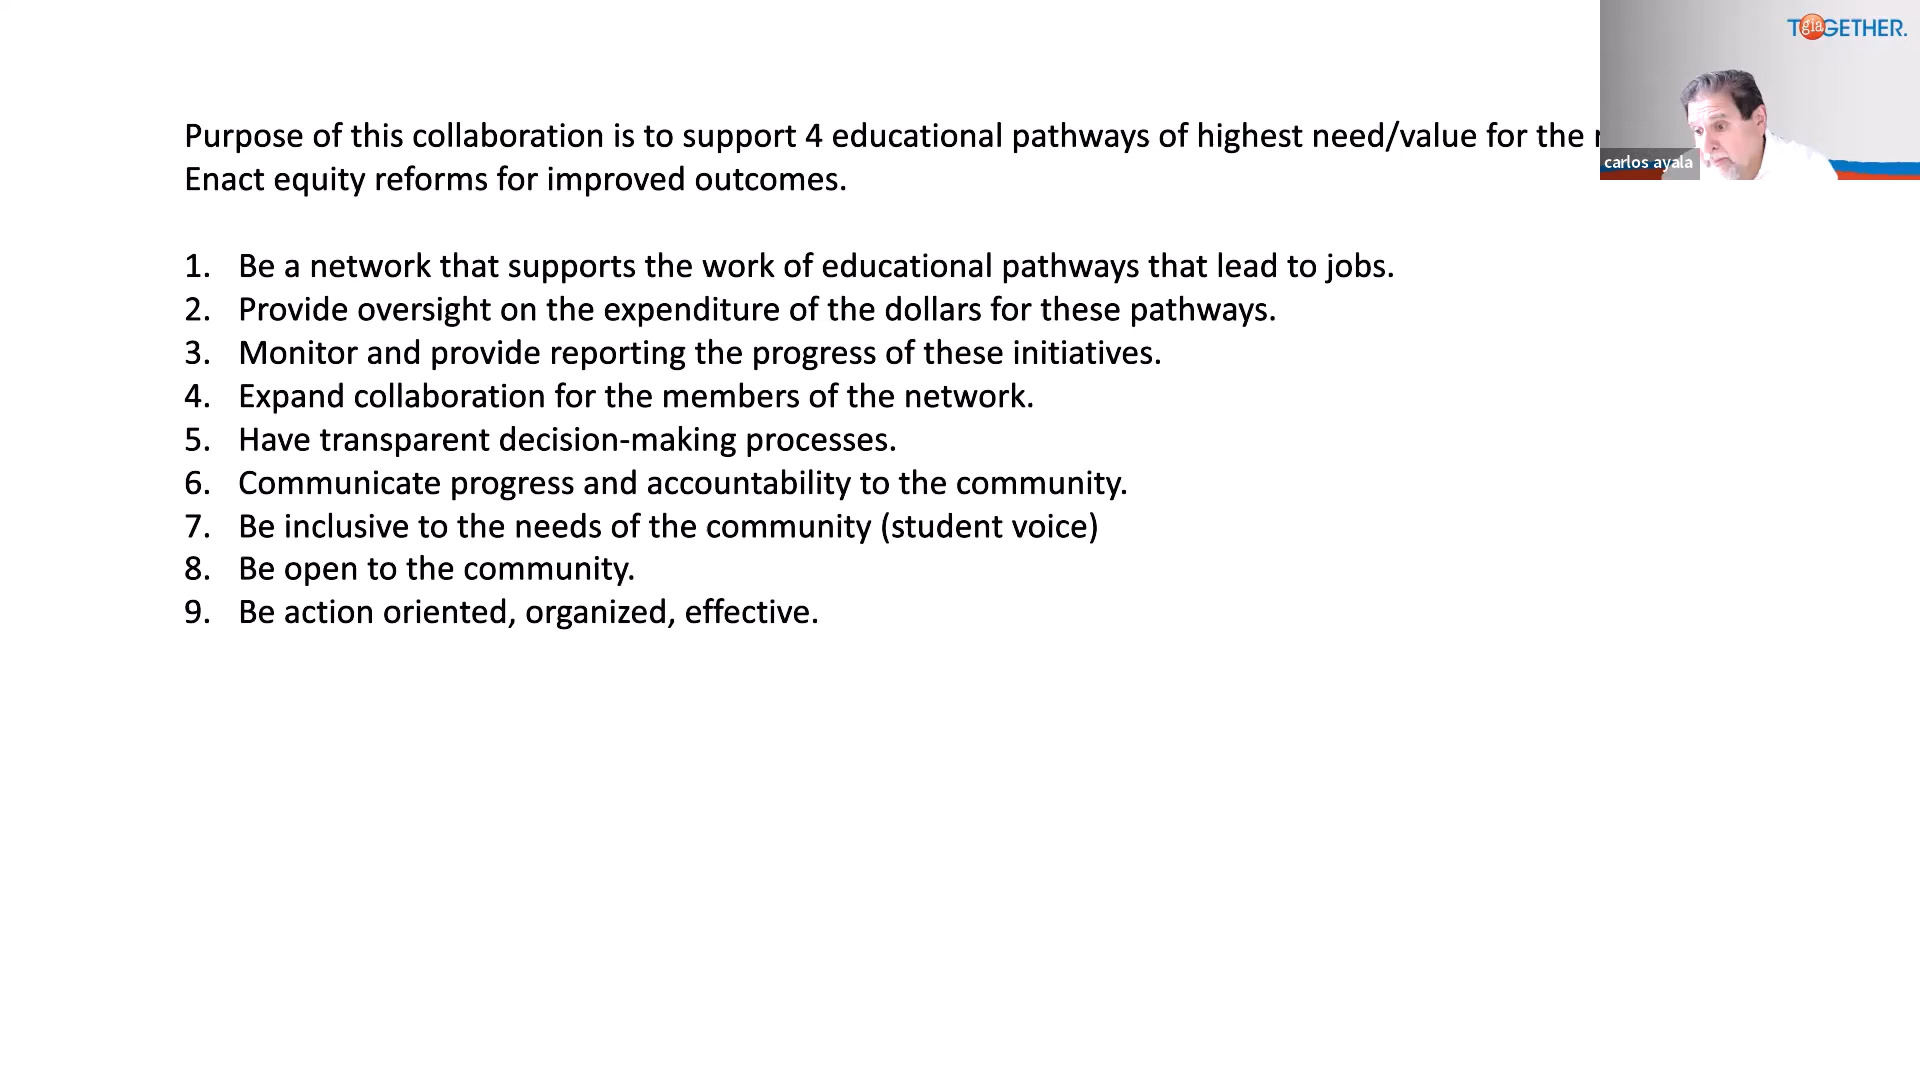 TgiaGETHER.
Purpose of this collaboration is to support 4 educational pathways of highest need/value for the
carlos ayala
Enact equity reforms for improved outcomes.
1. Be a network that supports the work of educational pathways that lead to jobs.
2. Provide oversight on the expenditure of the dollars for these pathways.
3. Monitor and provide reporting the progress of these initiatives.
4. Expand collaboration for the members of the network.
5. Have transparent decision-making processes.
6. Communicate progress and accountability to the community.
7. Be inclusive to the needs of the community (student voice)
8. Be open to the community.
9. Be action oriented, organized, effective.